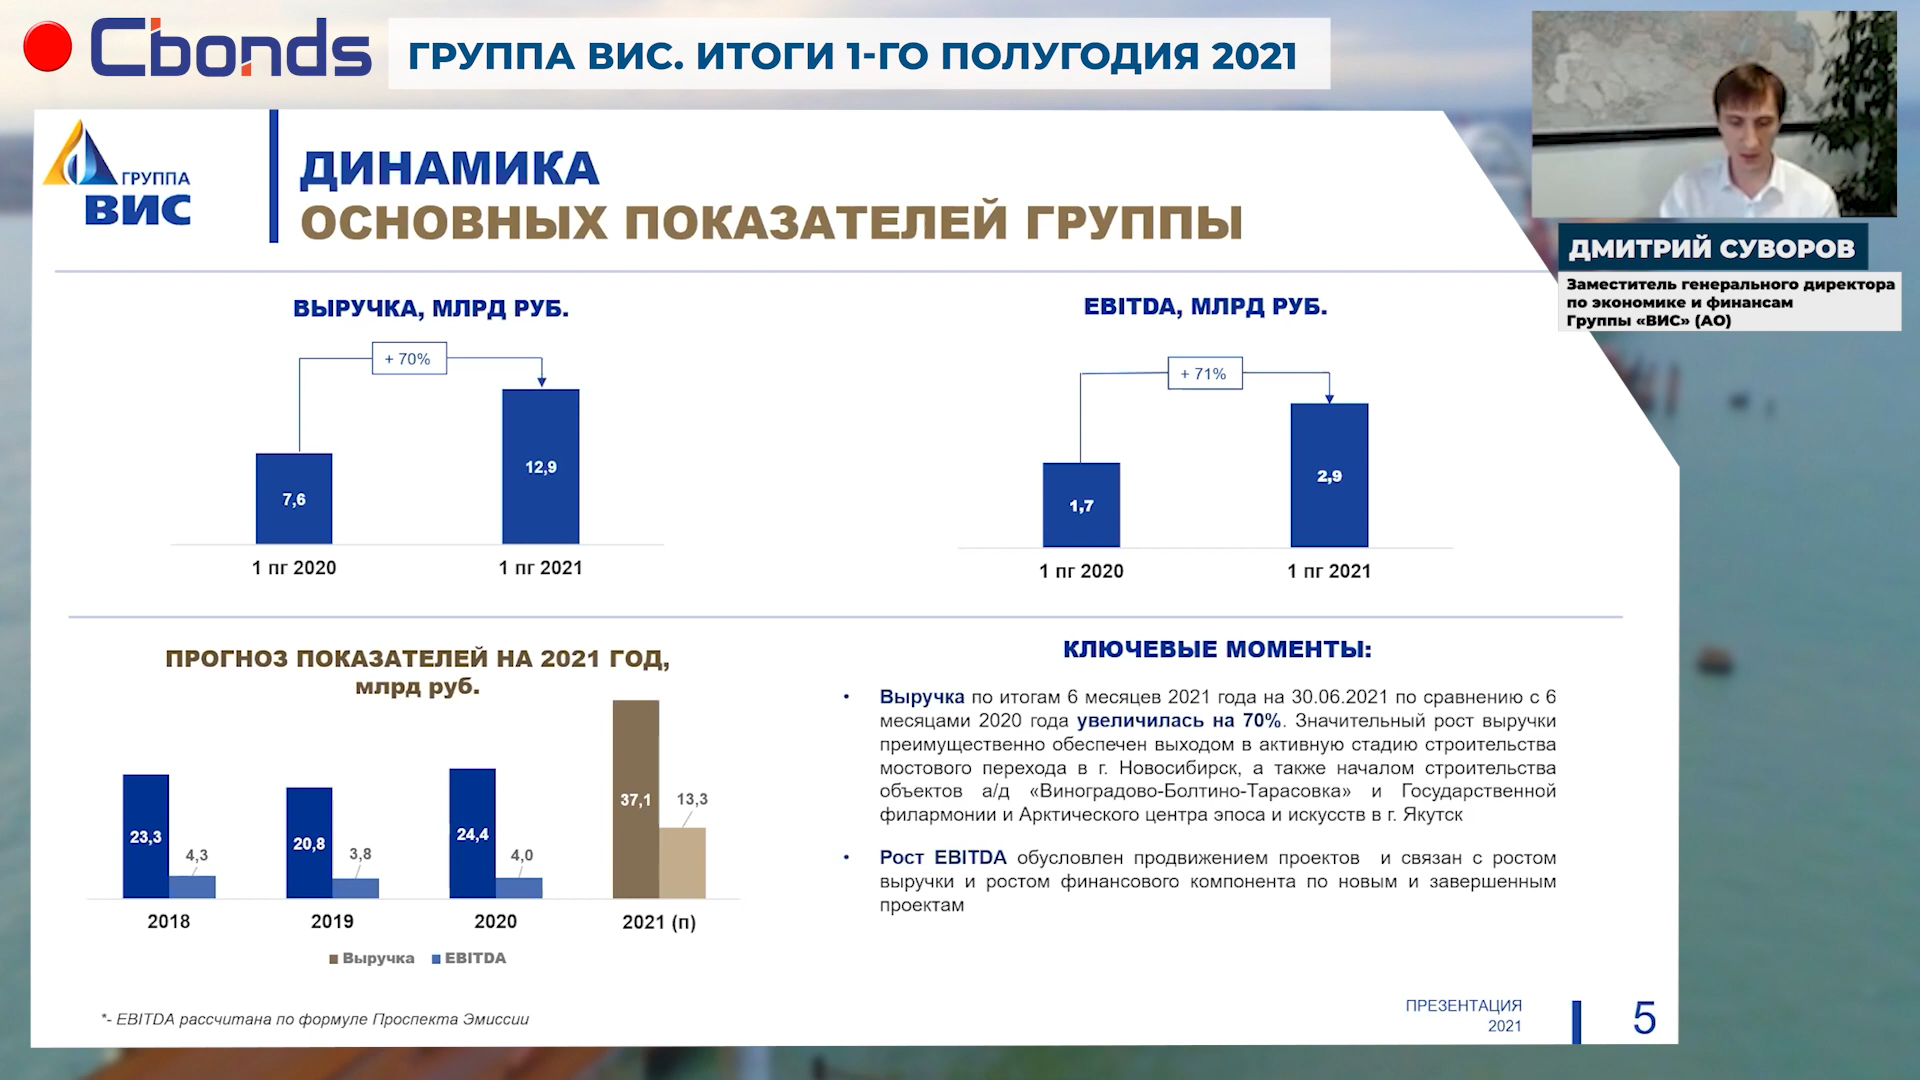 Cbonds
ГРУППА ВИС. ИТОГИ 1-ГО ПОЛУГОДИЯ 2021
ГРУППА
ВИС
ДИНАМИКА
ОСНОВНЫХ ПОКАЗАТЕЛЕЙ ГРУППЫ
ДМИТРИЙ СУВОРОВ
Заместитель генерального директора
по экономике и финансам
Группы «ВИС» (АО)
ВЫРУЧКА, МЛРД РУБ.
+ 70%
7,6
12,9
1 пг 2020
1 пг 2021
EBITDA, МЛРД РУБ.
+ 71%
1,7
2,9
1 пг 2020
1 пг 2021
ПРОГНОЗ ПОКАЗАТЕЛЕЙ НА 2021 ГОД,
млрд руб.
23,3
4,3
20,8
3,8
24,4
4,0
37,1
13,3
2018
2019
2020
2021 (п)
Выручка
EBITDA
*- EBITDA рассчитана по формуле Проспекта Эмиссии
КЛЮЧЕВЫЕ МОМЕНТЫ:
• Выручка по итогам 6 месяцев 2021 года на 30.06.2021 по сравнению с 6
месяцами 2020 года увеличилась на 70%. Значительный рост выручки
преимущественно обеспечен выходом в активную стадию строительства
мостового перехода в г. Новосибирск, а также началом строительства
объектов а/д «Виноградово-Болтино-Тарасовка» и Государственной
филармонии и Арктического центра эпоса и искусств в г. Якутск
• Рост EBITDA обусловлен продвижением проектов и связан с ростом
выручки и ростом финансового компонента по новым и завершенным
проектам
ПРЕЗЕНТАЦИЯ
2021
5